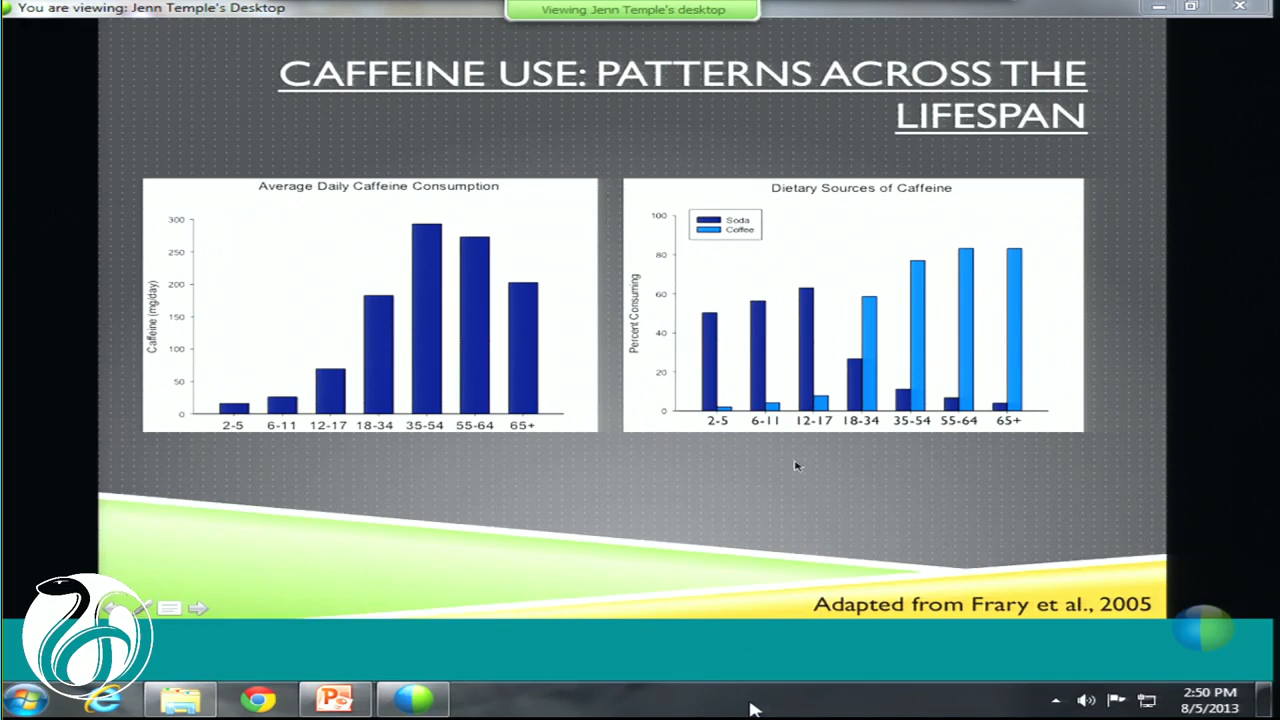 You are viewing: Jenn Temple's Desktop
Viewing Jenn Temple's desktop
CAFFEINE USE: PATTERNS ACROSS THE
LIFESPAN
Average Daily Caffeine Consumption
Caffeine (mg/day)
300
250
200
150
100
50
0
2-5 6-11 12-17 18-34 35-54 55-64 65+
Dietary Sources of Caffeine
Soda
Coffee
Percent Consuming
100
80
60
40
20
0
2-5 6-11 12-17 18-34 35-54 55-64 65+
Adapted from Frary et al., 2005
2:50 PM
8/5/2013